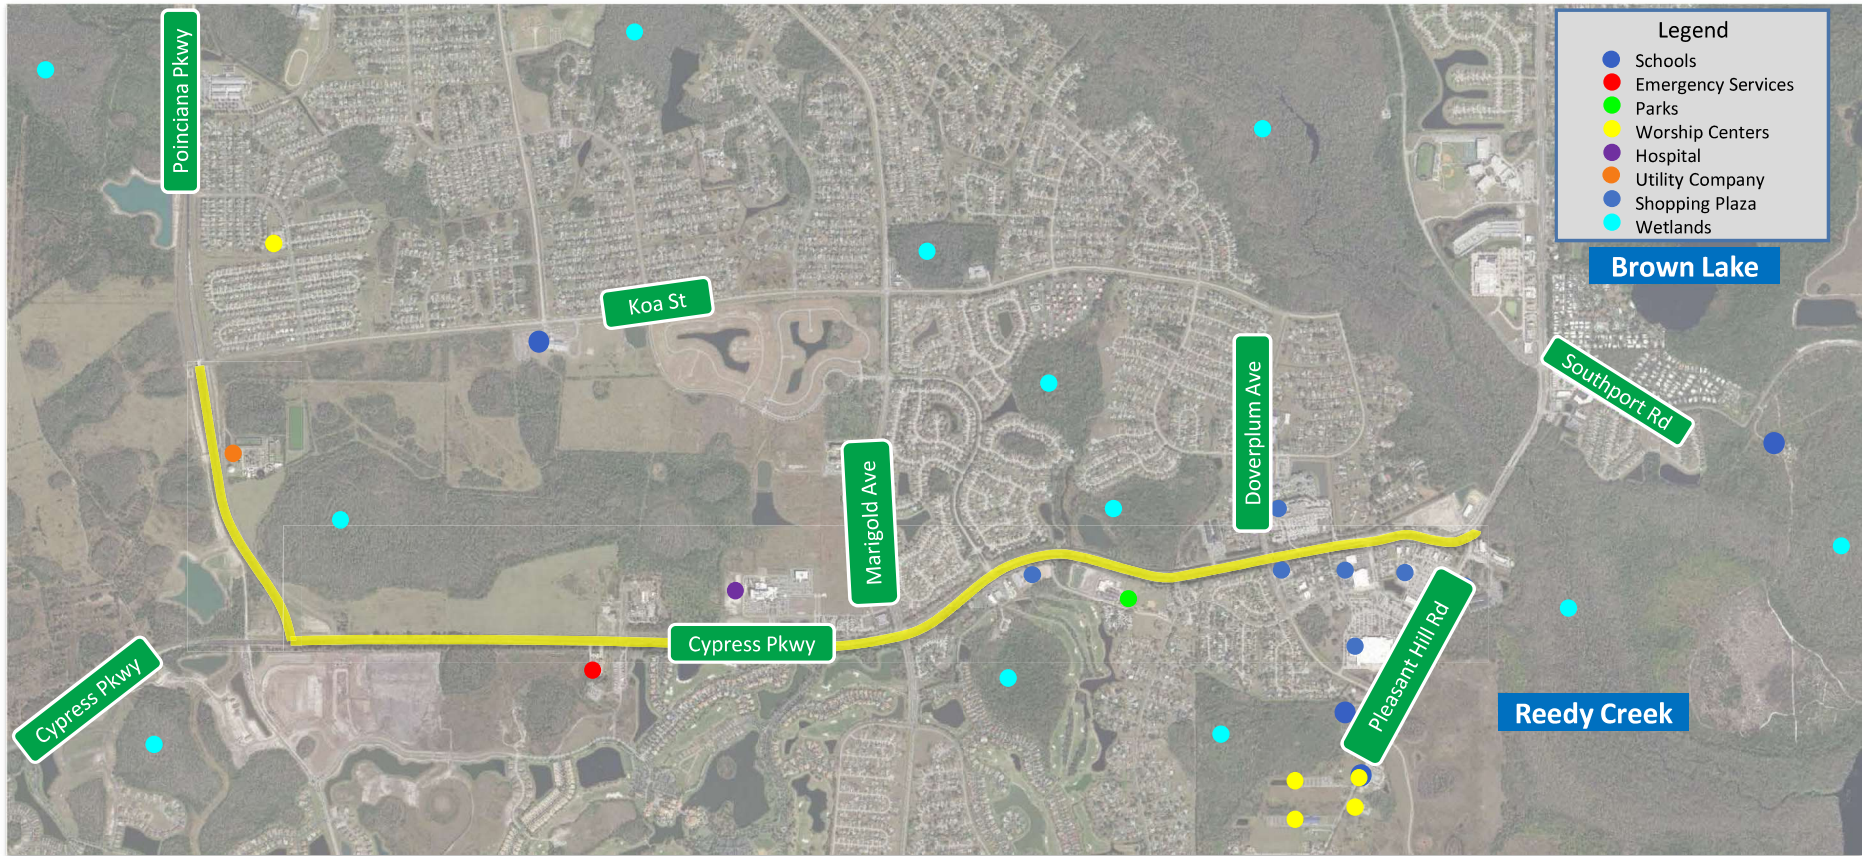 Poinciana Pkwy
Legend
Schools
Emergency Services
Parks
Worship Centers
Hospital
Utility Company
Shopping Plaza
Wetlands
Brown Lake
Koa St
Southport Rd
Doverplum Ave
Marigold Ave
Cypress Pkwy
Cypress Pkwy
Pleasant Hill Rd
Reedy Creek